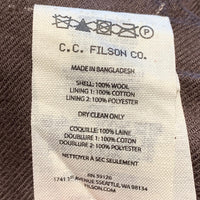 C.C. FILSON CO.
MADE IN BANGLADESH
SHELL: 100% WOOL
LINING 1: 100% COTTON
LINING 2: 100% POLYESTER
DRY CLEAN ONLY
COQUILLE: 100% LAINE
DOUBLURE 1: 100% COTON
DOUBLURE 2: 100% POLYESTER
NETTOYER À SEC SEULEMENT
RN 39126
1741 1ST AVENUE S SEATTLE, WA 98134
FILSON.COM